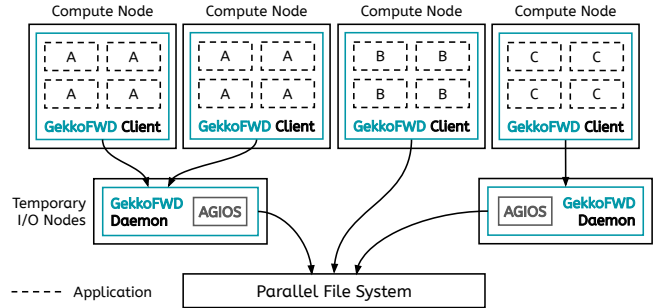 Compute Node Compute Node Compute Node Compute Node
A A A A B B C C
A A A A B B C C
GekkoFWD Client GekkoFWD Client GekkoFWD Client GekkoFWD Client
Temporary
I/O Nodes
GekkoFWD
Daemon
AGIOS
AGIOS
GekkoFWD
Daemon
Application
Parallel File System